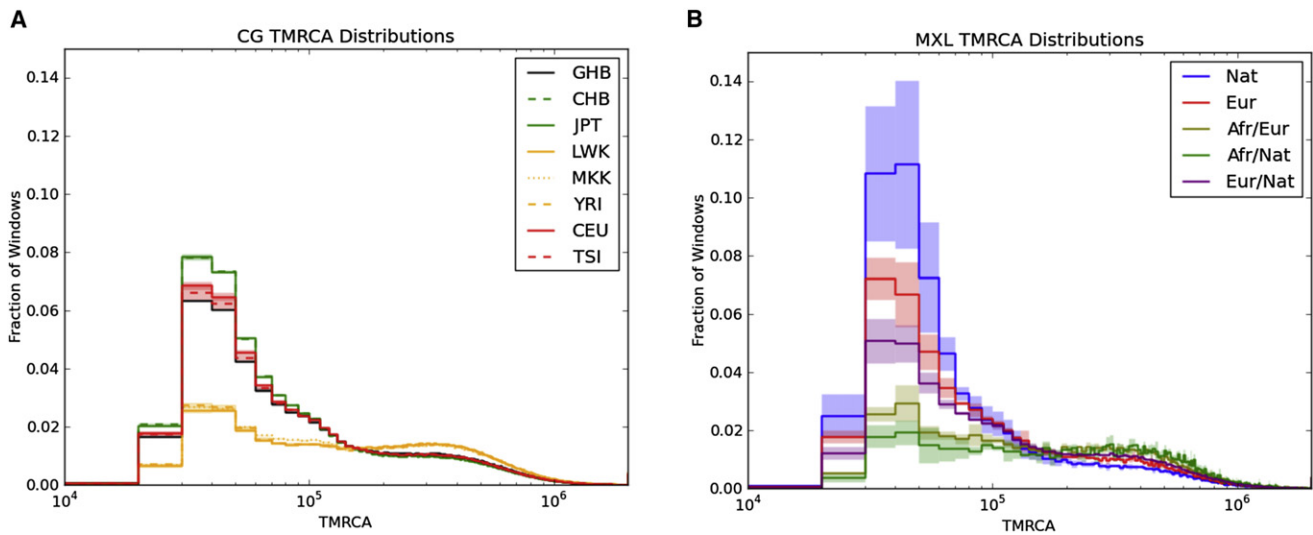 A
CG TMRCA Distributions
Fraction of Windows
0.14
0.12
0.10
0.08
0.06
0.04
0.02
0.00
GHB
CHB
JPT
LWK
MKK
YRI
CEU
TSI
10⁴
10⁵
10⁶
TMRCA
B
MXL TMRCA Distributions
Fraction of Windows
0.14
0.12
0.10
0.08
0.06
0.04
0.02
0.00
Nat
Eur
Afr/Eur
Afr/Nat
Eur/Nat
10⁴
10⁵
10⁶
TMRCA